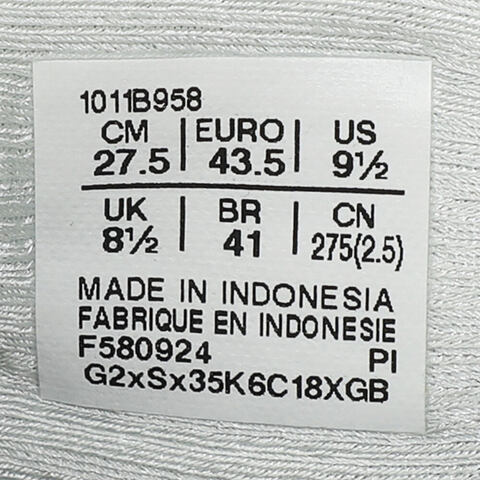 1011B958
CM | EURO | US
27.5 | 43.5 | 9½
UK | BR | CN
8½ | 41 | 275(2.5)
MADE IN INDONESIA
FABRIQUE EN INDONESIE
F580924 PI
G2xSx35K6C18XGB